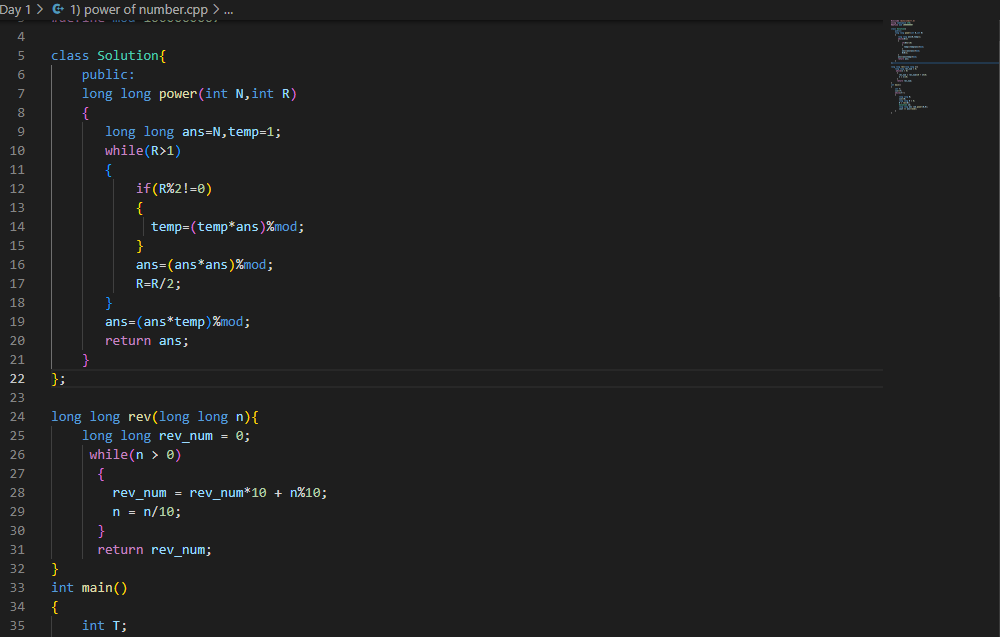 Day 1 > 1) power of number.cpp > ...
4
5 class Solution{
6     public:
7     long long power(int N,int R)
8     {
9        long long ans=N,temp=1;
10        while(R>1)
11        {
12            if(R%2!=0)
13            {
14              temp=(temp*ans)%mod;
15            }
16            ans=(ans*ans)%mod;
17            R=R/2;
18        }
19        ans=(ans*temp)%mod;
20        return ans;
21     }
22 };
23
24 long long rev(long long n){
25     long long rev_num = 0;
26      while(n > 0)
27       {
28         rev_num = rev_num*10 + n%10;
29         n = n/10;
30       }
31       return rev_num;
32 }
33 int main()
34 {
35     int T;